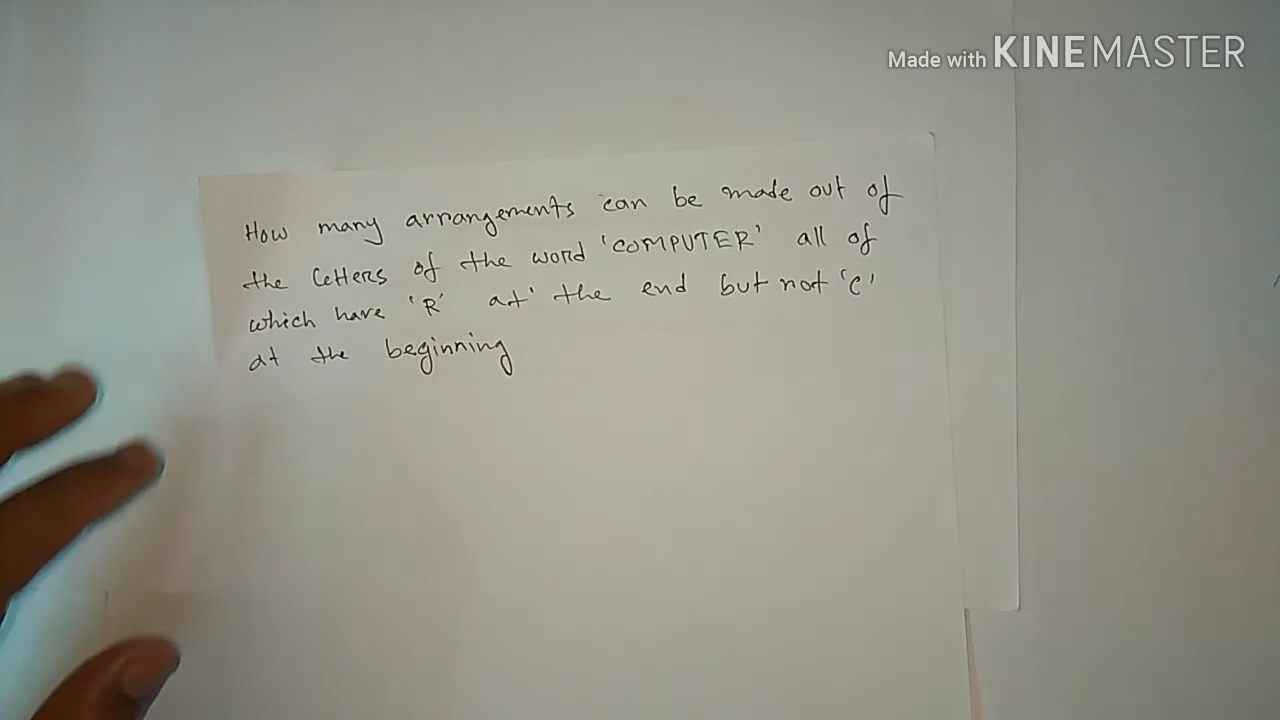 Made with KINEMASTER
How many arrangements can be made out of
the letters of the word 'COMPUTER' all of
which have 'R' at the end but not 'C'
at the beginning